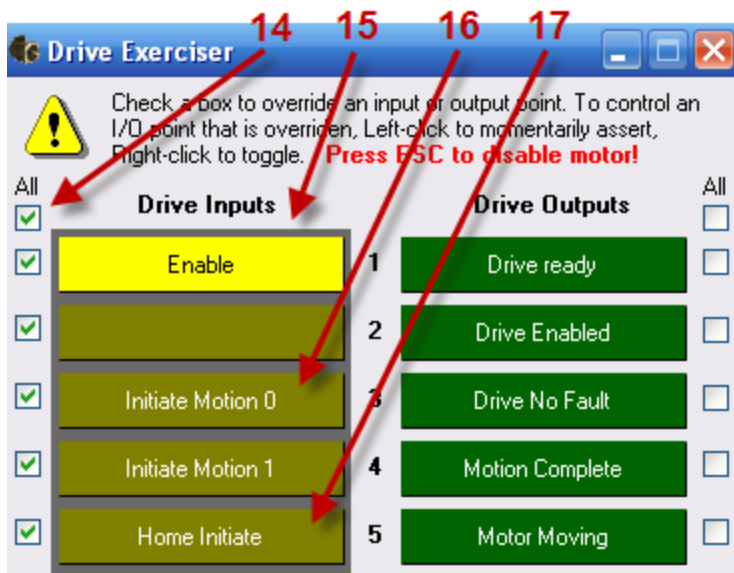 14 15 16 17
Drive Exerciser
Check a box to override an input or output point. To control an
I/O point that is overriden, Left-click to momentarily assert,
Right-click to toggle. Press ESC to disable motor!
All All
Drive Inputs Drive Outputs
Enable 1 Drive ready
2 Drive Enabled
Initiate Motion 0 3 Drive No Fault
Initiate Motion 1 4 Motion Complete
Home Initiate 5 Motor Moving